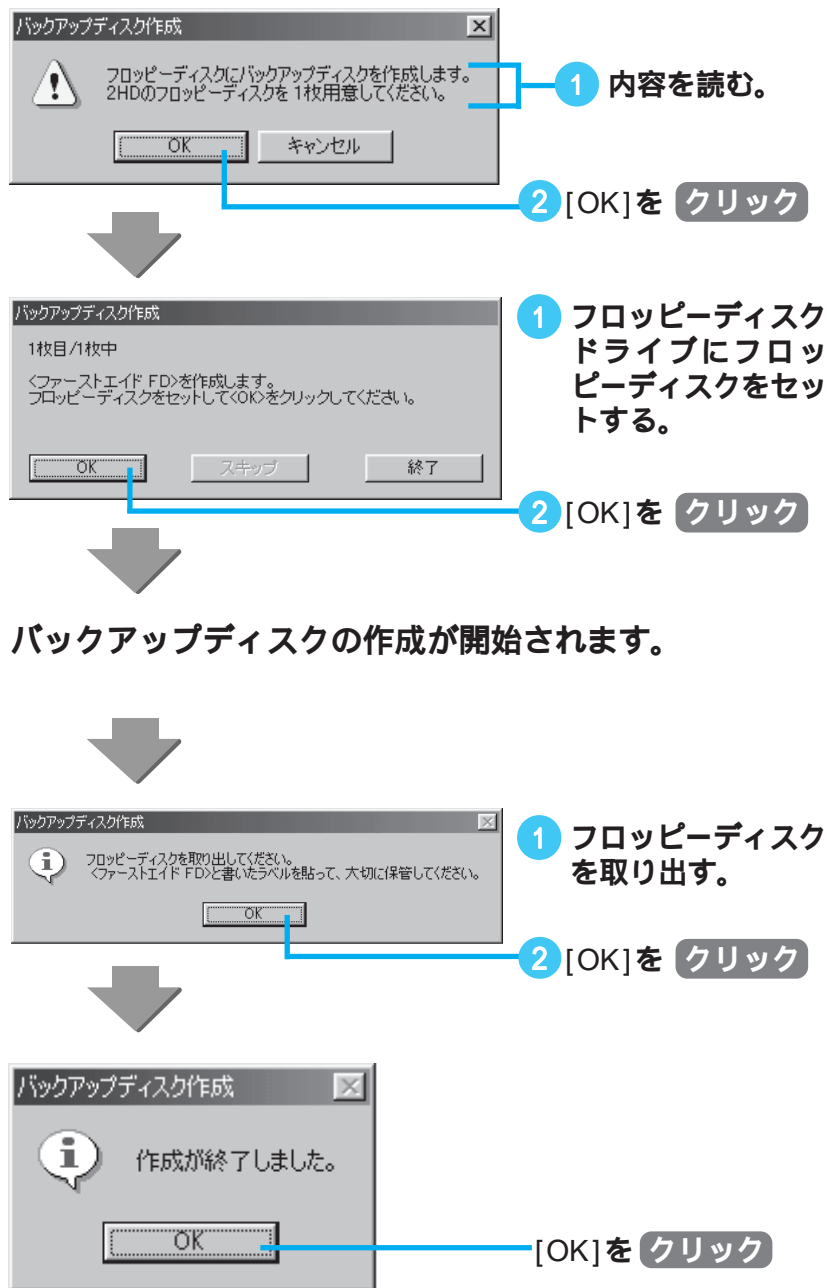 バックアップディスク作成
フロッピーディスクにバックアップディスクを作成します。
2HDのフロッピーディスクを1枚用意してください。
OK
キャンセル
1 内容を読む。
2 [OK]を クリック
バックアップディスク作成
1枚目/1枚中
<ファーストエイド FD>を作成します。
フロッピーディスクをセットして<OK>をクリックしてください。
OK
スキップ
終了
1 フロッピーディスク
ドライブにフロッ
ピーディスクをセッ
トする。
2 [OK]を クリック
バックアップディスクの作成が開始されます。
バックアップディスク作成
フロッピーディスクを取り出してください。
<ファーストエイド FD>と書いたラベルを貼って、大切に保管してください。
OK
1 フロッピーディスク
を取り出す。
2 [OK]を クリック
バックアップディスク作成
作成が終了しました。
OK
[OK]を クリック